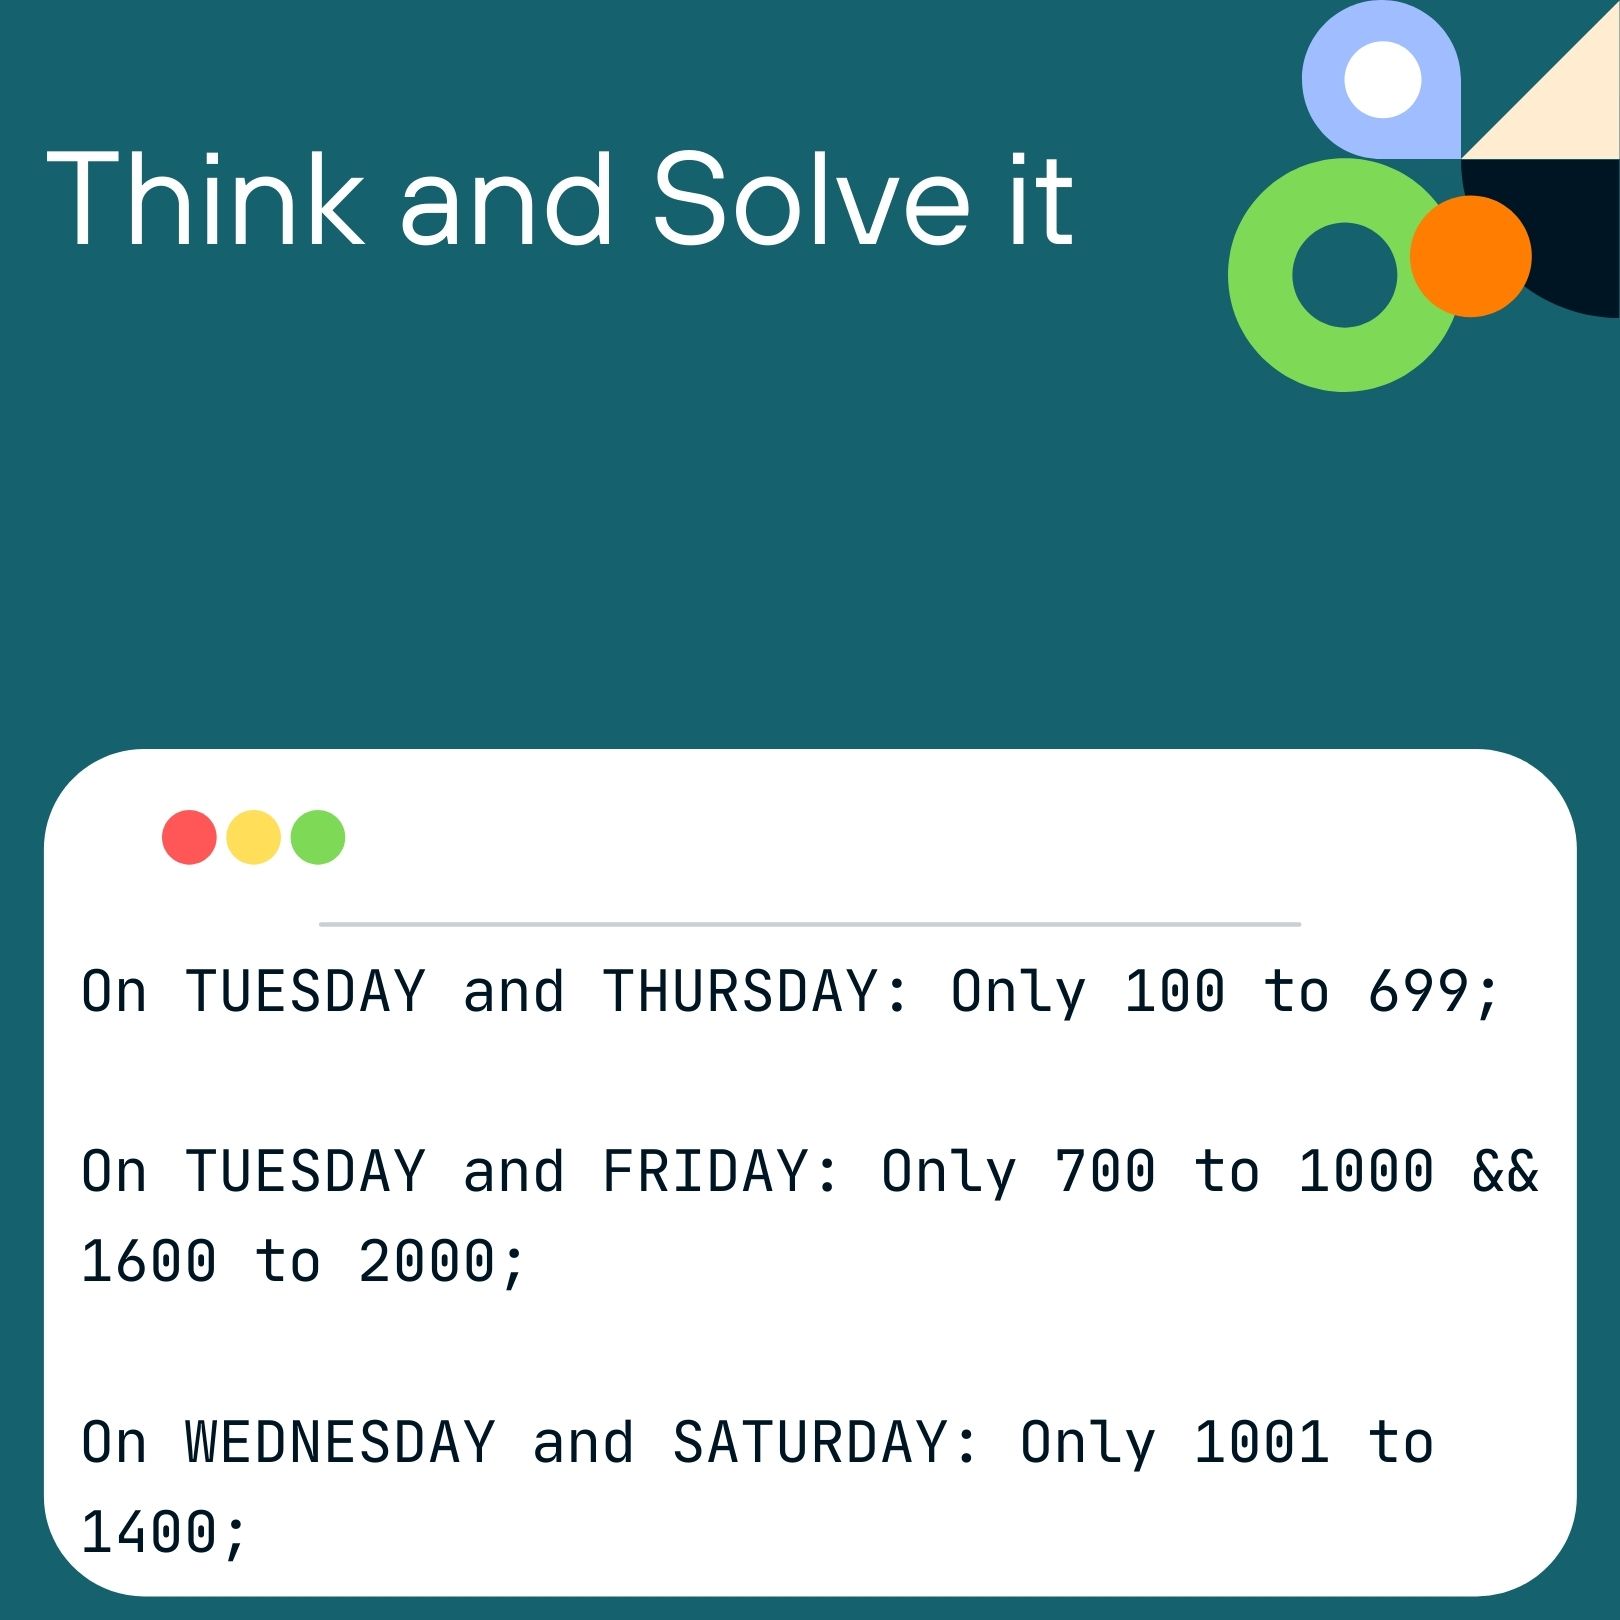 Think and Solve it
On TUESDAY and THURSDAY: Only 100 to 699;
On TUESDAY and FRIDAY: Only 700 to 1000 &&
1600 to 2000;
On WEDNESDAY and SATURDAY: Only 1001 to
1400;